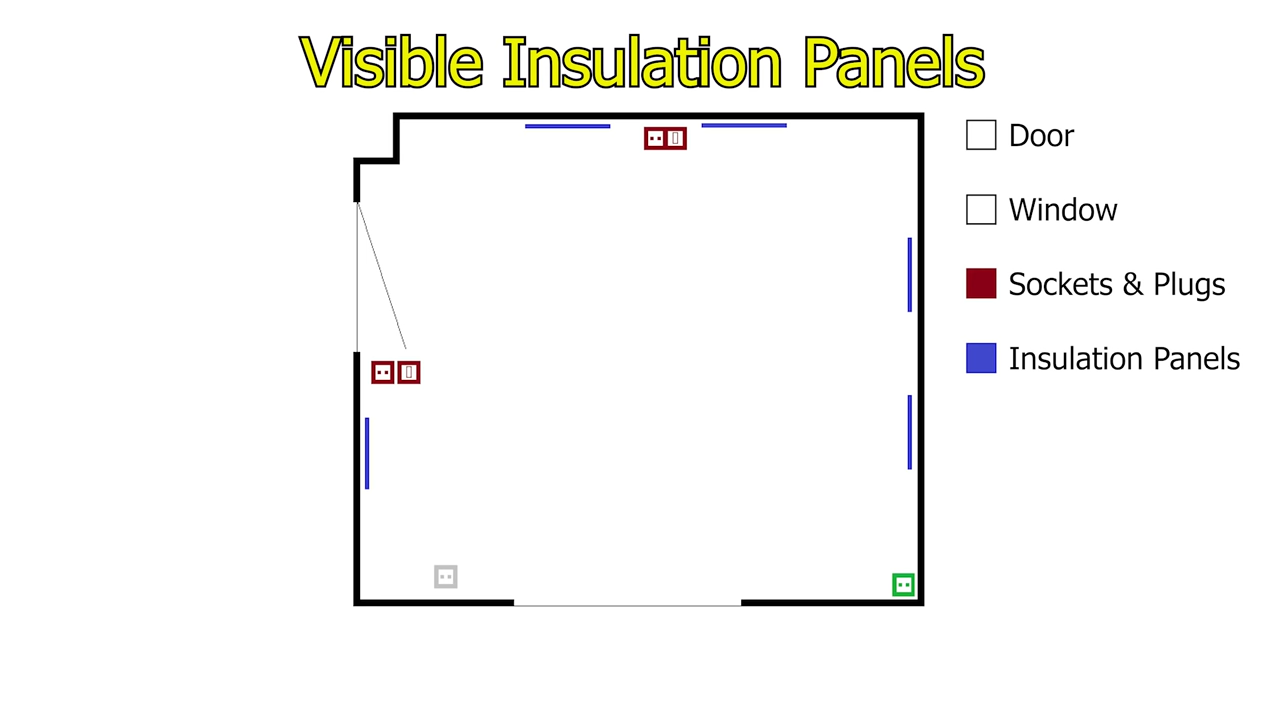 Visible Insulation Panels
Door
Window
Sockets & Plugs
Insulation Panels